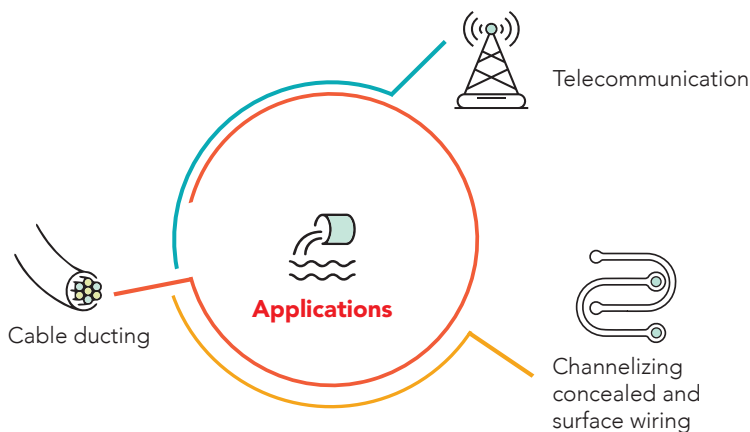 Telecommunication
Applications
Cable ducting
Channelizing
concealed and
surface wiring